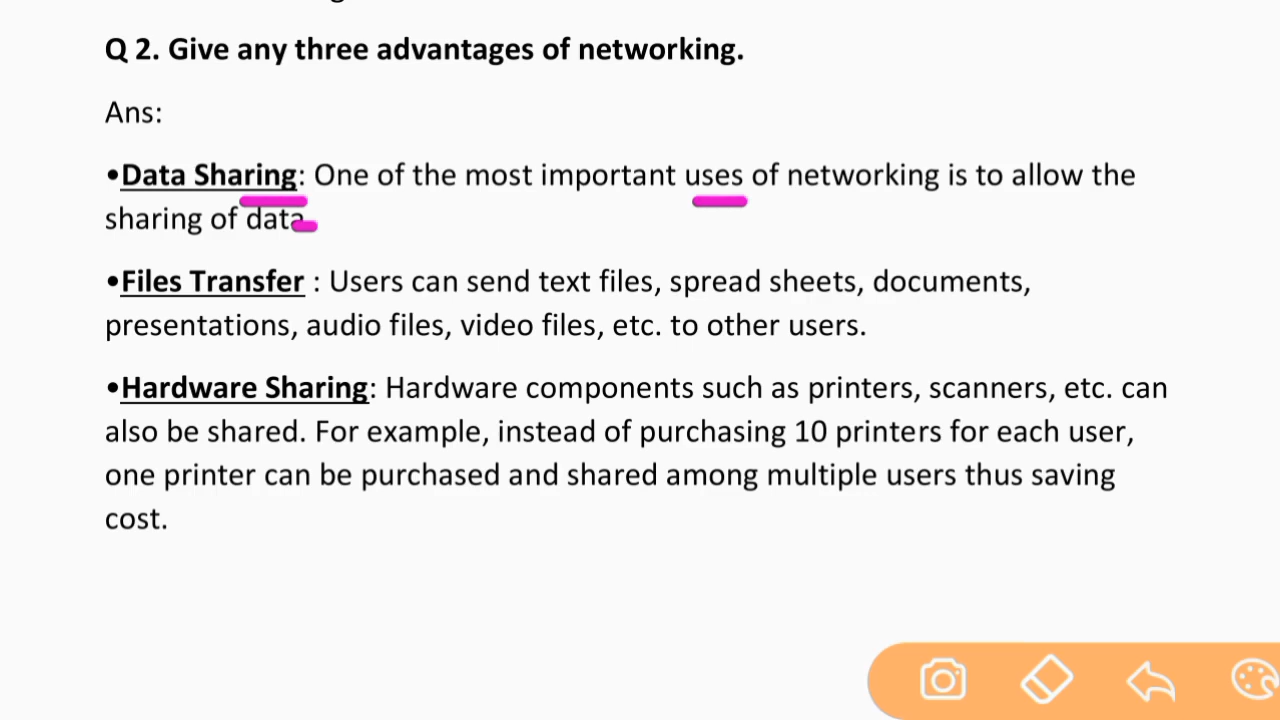 Q 2. Give any three advantages of networking.
Ans:
•Data Sharing: One of the most important uses of networking is to allow the
sharing of data
•Files Transfer : Users can send text files, spread sheets, documents,
presentations, audio files, video files, etc. to other users.
•Hardware Sharing: Hardware components such as printers, scanners, etc. can
also be shared. For example, instead of purchasing 10 printers for each user,
one printer can be purchased and shared among multiple users thus saving
cost.